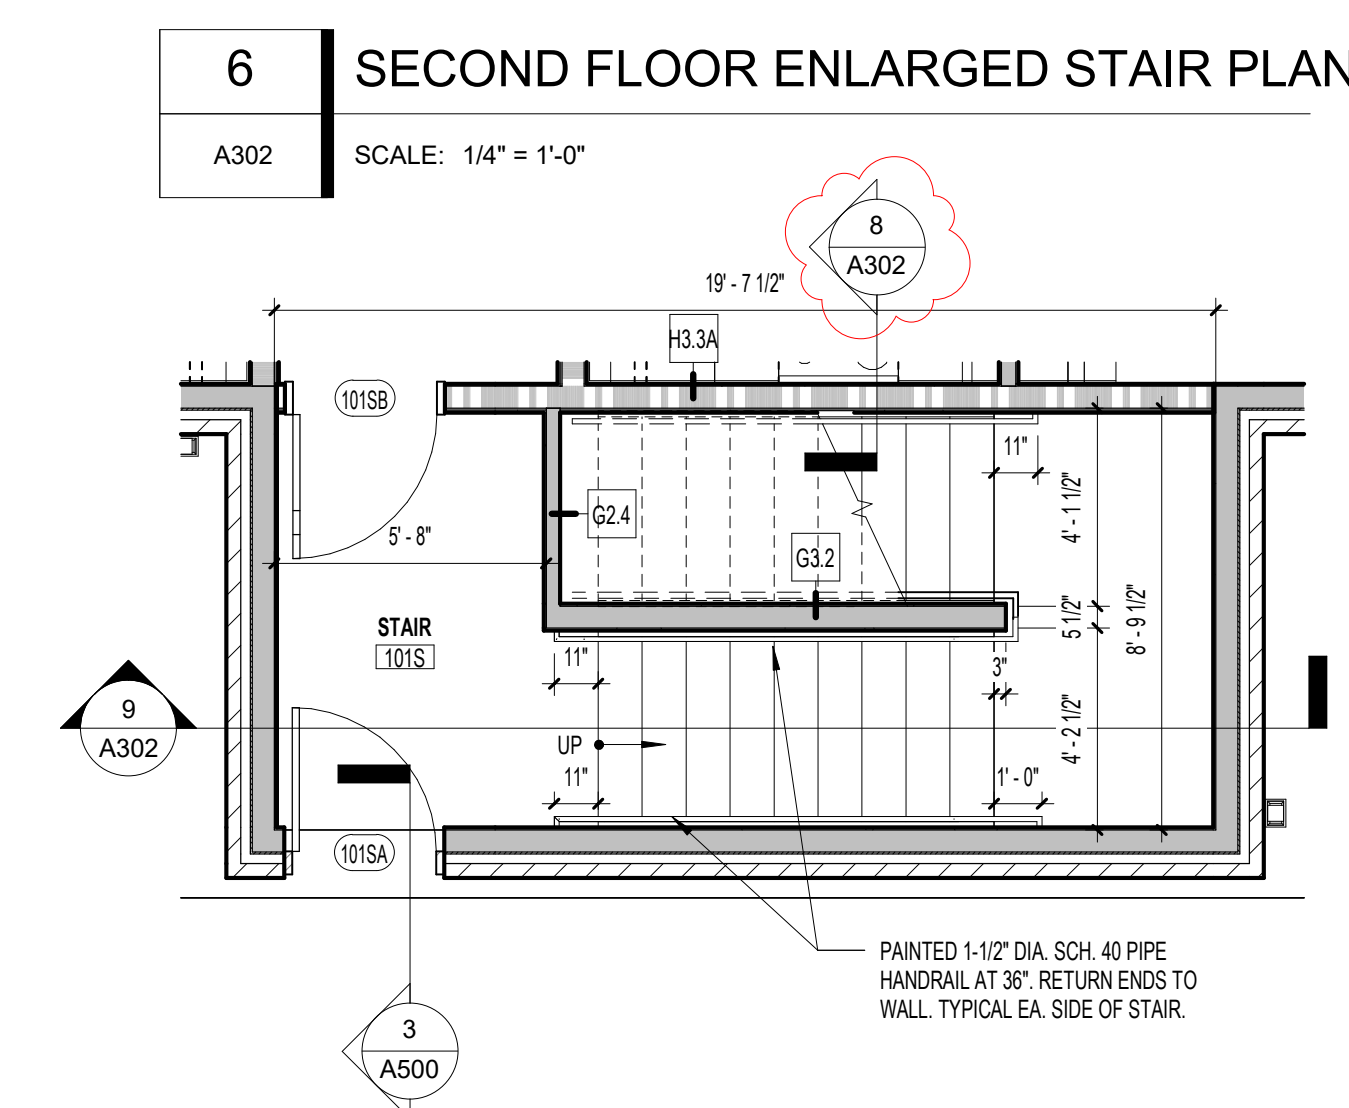 6
SECOND FLOOR ENLARGED STAIR PLAN
A302
SCALE: 1/4" = 1'-0"
8
A302
19' - 7 1/2"
H3.3A
101SB
11"
G2.4
4' - 1 1/2"
5' - 8"
G3.2
5 1/2"
8' - 9 1/2"
STAIR
101S
11"
3"
9
A302
UP
4' - 2 1/2"
11"
1' - 0"
101SA
PAINTED 1-1/2" DIA. SCH. 40 PIPE
HANDRAIL AT 36". RETURN ENDS TO
WALL. TYPICAL EA. SIDE OF STAIR.
3
A500